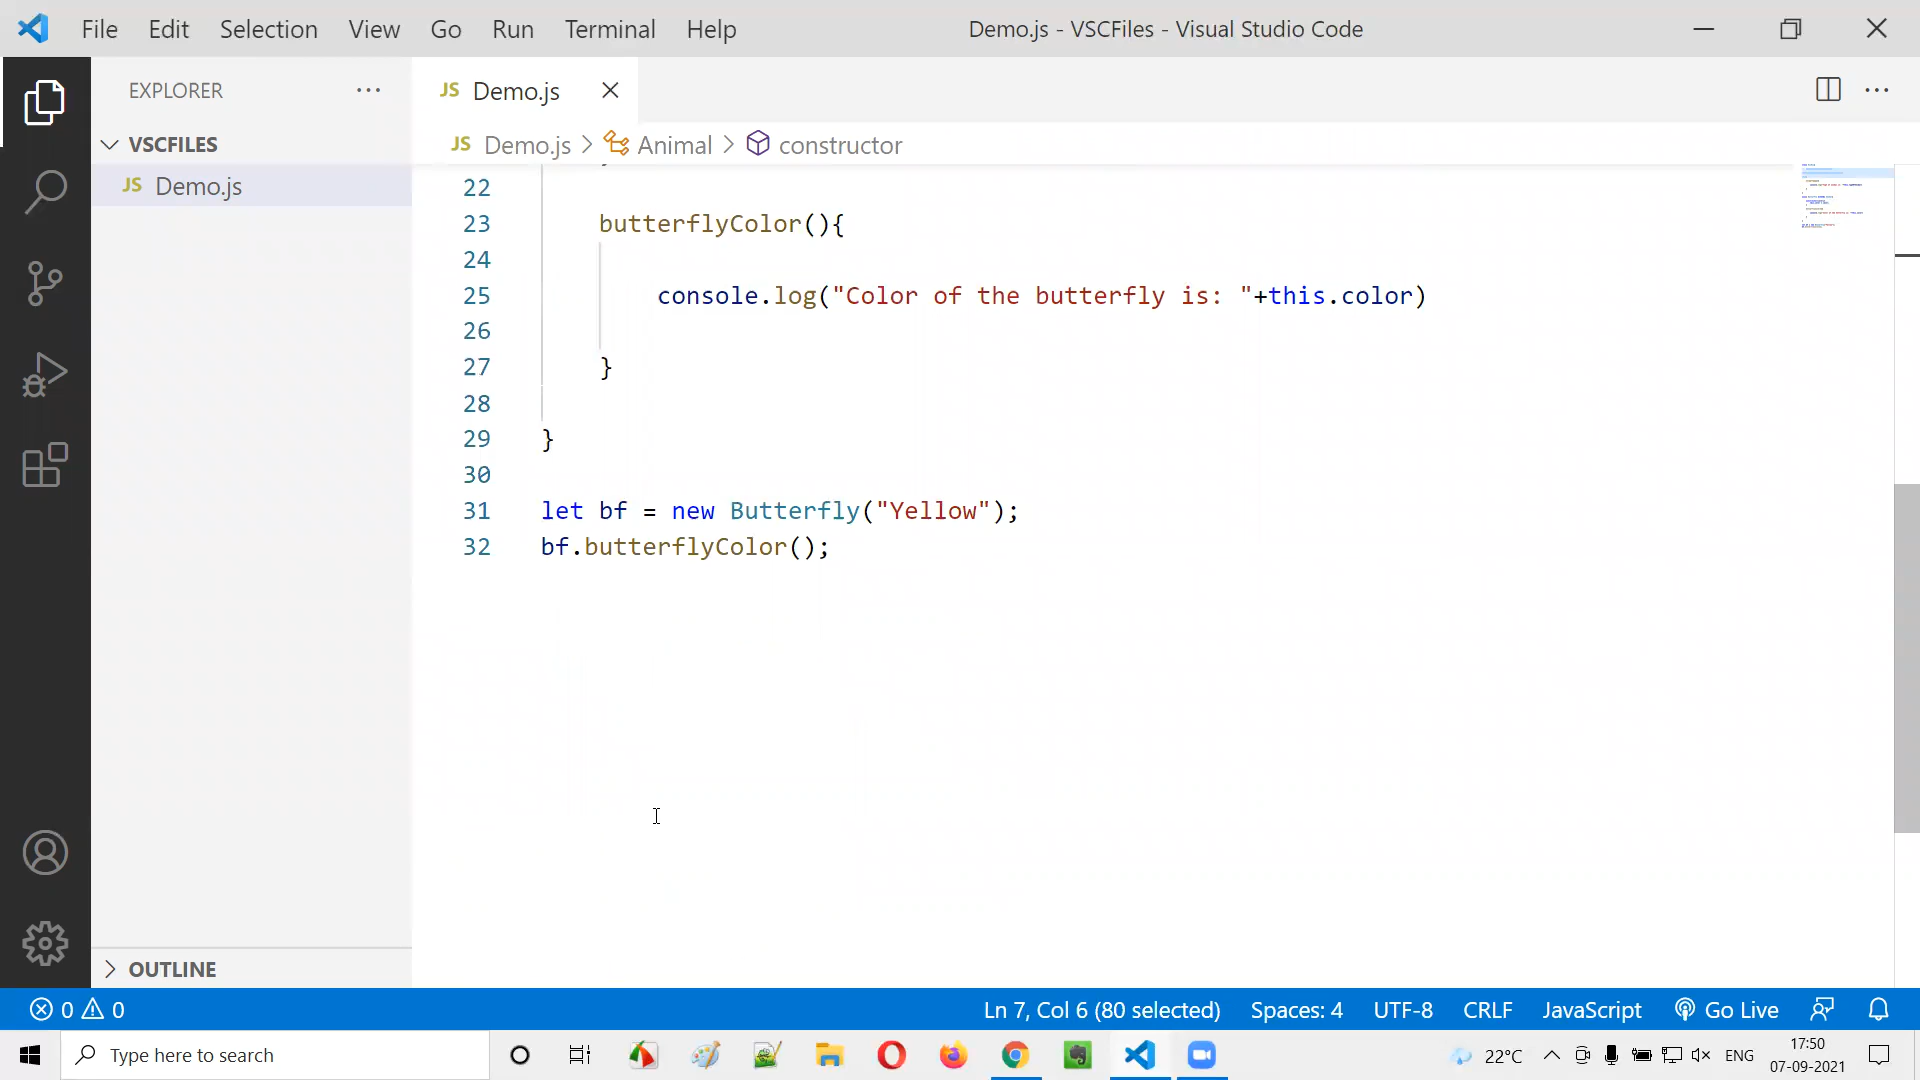 File Edit Selection View Go Run Terminal Help Demo.js - VSCFiles - Visual Studio Code
EXPLORER
JS Demo.js
VSCFILES
JS Demo.js > Animal > constructor
JS Demo.js
22
23 butterflyColor(){
24
25 console.log("Color of the butterfly is: "+this.color)
26
27 }
28
29 }
30
31 let bf = new Butterfly("Yellow");
32 bf.butterflyColor();
OUTLINE
0 0 Ln 7, Col 6 (80 selected) Spaces: 4 UTF-8 CRLF JavaScript Go Live
Type here to search
22°C ENG
17:50
07-09-2021